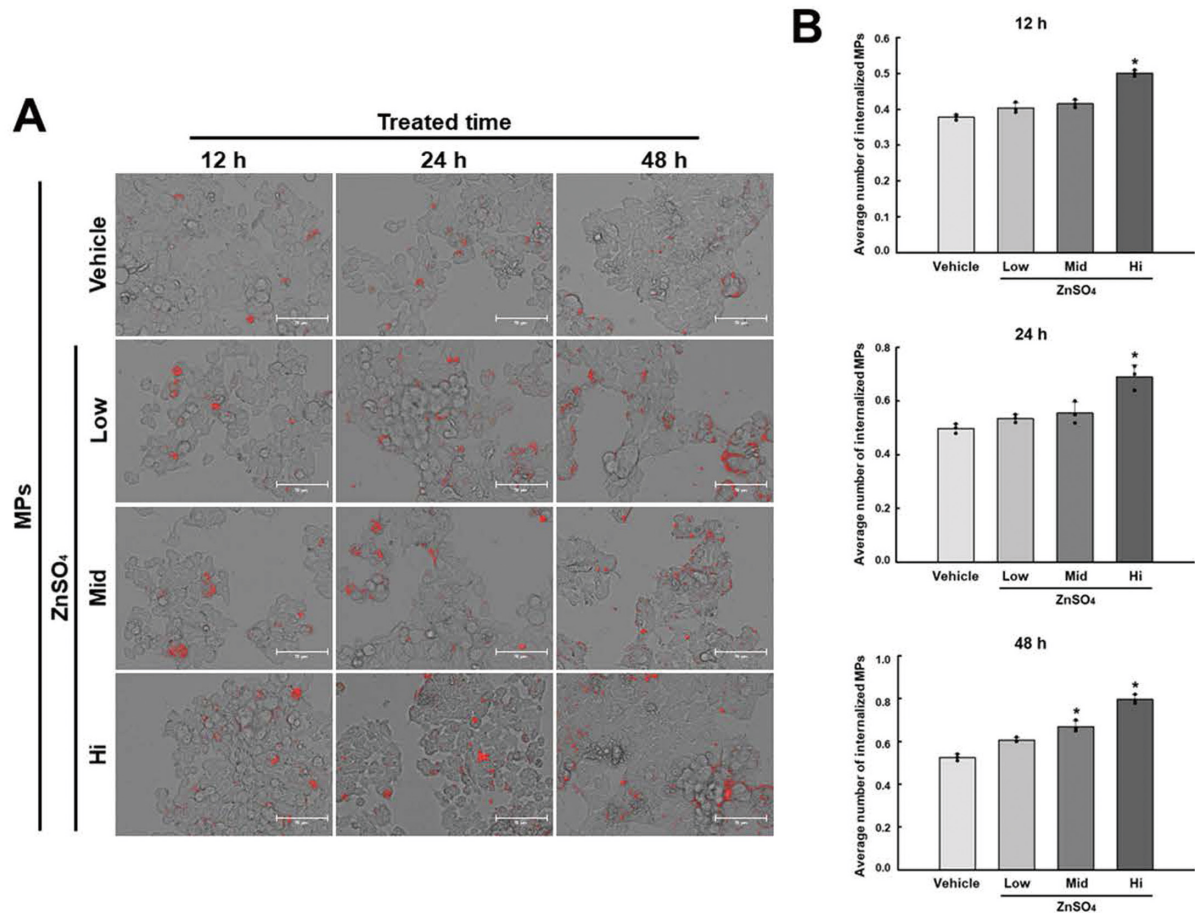 A
Treated time
12 h
24 h
48 h
MPs
ZnSO₄
Vehicle
Low
Mid
Hi
B
12 h
Average number of internalized MPs
0.6
0.5
0.4
0.3
0.2
0.1
0.0
*
Vehicle
Low
Mid
Hi
ZnSO₄
24 h
Average number of internalized MPs
0.8
0.6
0.4
0.2
0.0
*
Vehicle
Low
Mid
Hi
ZnSO₄
48 h
Average number of internalized MPs
1.0
0.8
0.6
0.4
0.2
0.0
*
*
Vehicle
Low
Mid
Hi
ZnSO₄